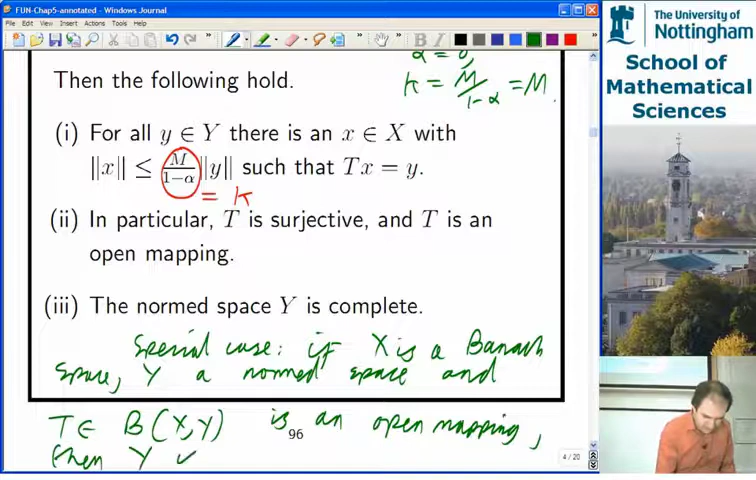 FUN-Chap5-annotated - Windows Journal
File Edit View Insert Actions Tools Help
B I
α = 0,
Then the following hold.
K = M/1-α = M.
(i) For all y ∈ Y there is an x ∈ X with
‖x‖ ≤ M/1−α ‖y‖ such that Tx = y.
= K
(ii) In particular, T is surjective, and T is an
open mapping.
(iii) The normed space Y is complete.
Special case: if X is a Banach
space, Y a normed space and
T ∈ B(X,Y) is an open mapping,
96
then Y
4 / 20
The University of
Nottingham
School of
Mathematical
Sciences